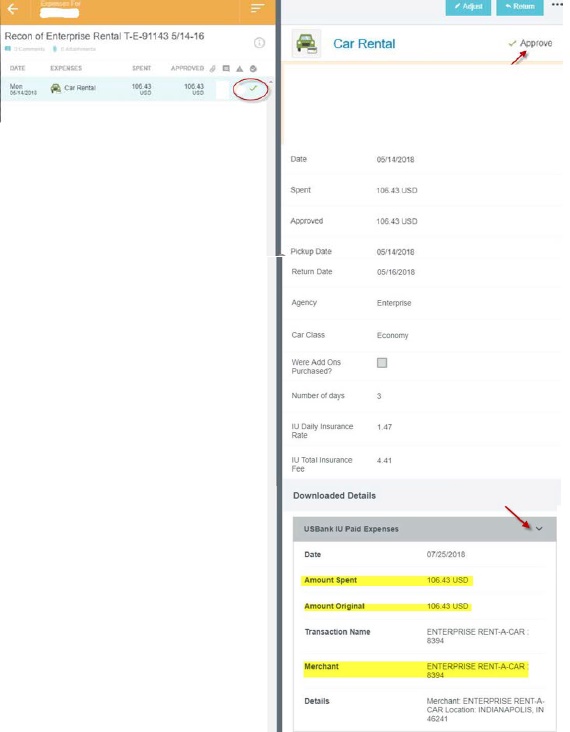 Expenses For
Recon of Enterprise Rental T-E-91143 5/14-16
0 Comments 0 Attachments
DATE EXPENSES SPENT APPROVED
Mon
05/14/2018
Car Rental
106.43
USD
106.43
USD
Adjust
Return
Car Rental
Approve
Date 05/14/2018
Spent 106.43 USD
Approved 106.43 USD
Pickup Date 05/14/2018
Return Date 05/16/2018
Agency Enterprise
Car Class Economy
Were Add Ons
Purchased?
Number of days 3
IU Daily Insurance
Rate
1.47
IU Total Insurance
Fee
4.41
Downloaded Details
USBank IU Paid Expenses
Date 07/25/2018
Amount Spent 106.43 USD
Amount Original 106.43 USD
Transaction Name ENTERPRISE RENT-A-CAR :
8394
Merchant ENTERPRISE RENT-A-CAR :
8394
Details Merchant: ENTERPRISE RENT-A-
CAR Location: INDIANAPOLIS, IN
46241